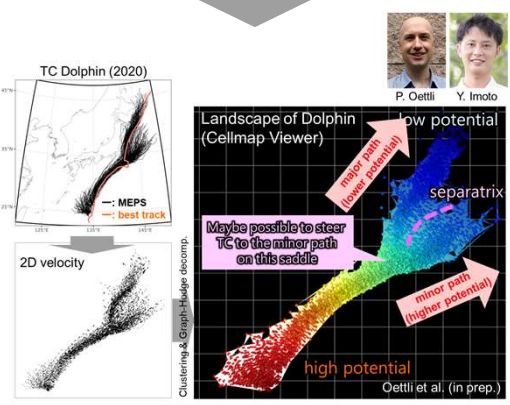 P. Oettli
Y. Imoto
TC Dolphin (2020)
45°N
35°N
25°N
125°E
135°E
145°E
—: MEPS
—: best track
2D velocity
Clustering & Graph-Hodge decomp.
Landscape of Dolphin
(Cellmap Viewer)
low potential
major path
(lower potential)
separatrix
Maybe possible to steer
TC to the minor path
on this saddle
minor path
(higher potential)
high potential
Oettli et al. (in prep.)